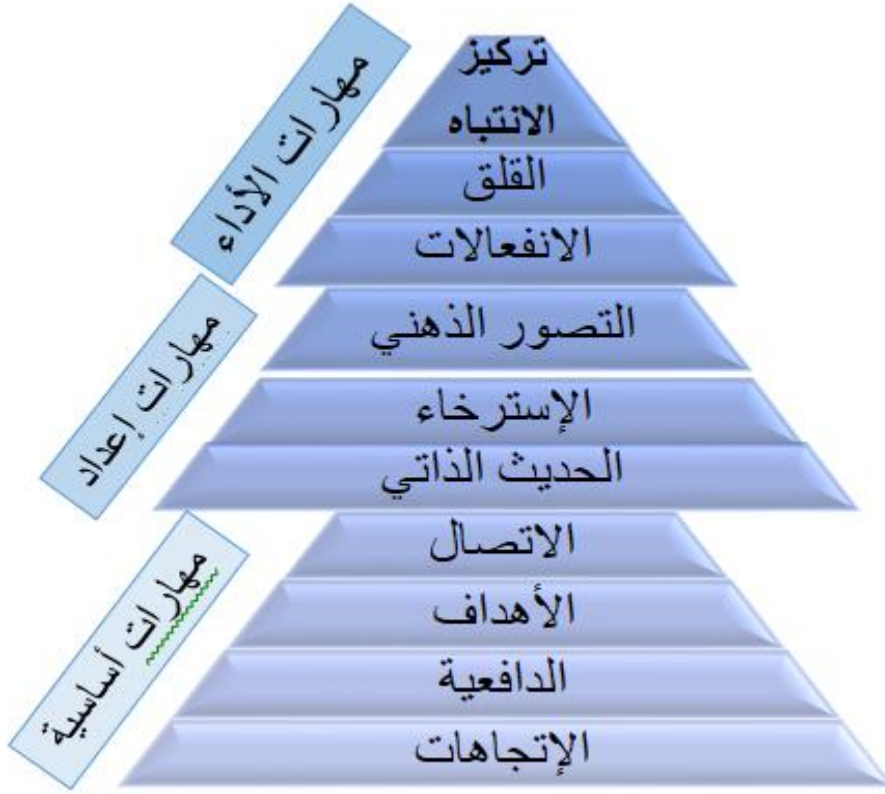 تركيز
الانتباه
القلق
الانفعالات
التصور الذهني
الإسترخاء
الحديث الذاتي
الاتصال
الأهداف
الدافعية
الإتجاهات
مهارات الأداء
مهارات إعداد
مهارات أساسية